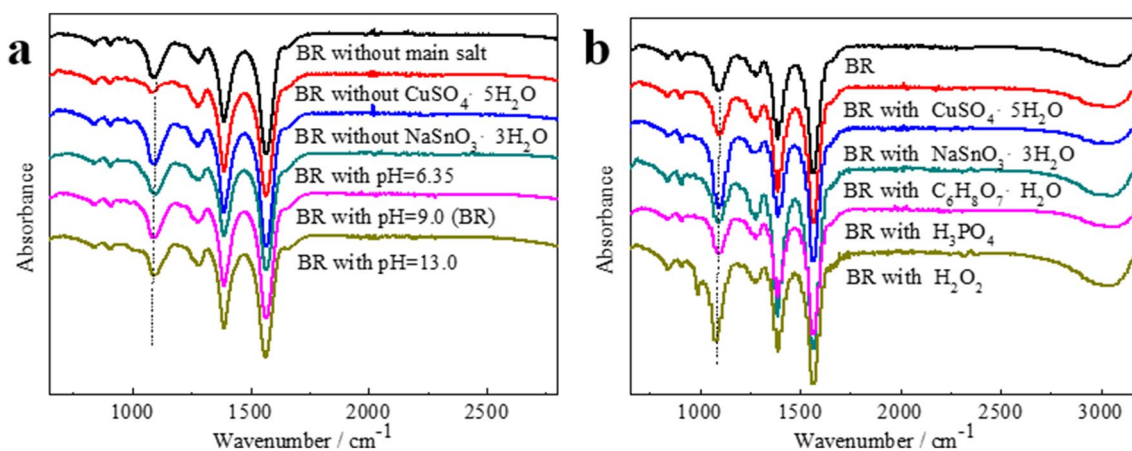 a
Absorbance
BR without main salt
BR without CuSO₄· 5H₂O
BR without NaSnO₃· 3H₂O
BR with pH=6.35
BR with pH=9.0 (BR)
BR with pH=13.0
1000 1500 2000 2500
Wavenumber / cm⁻¹
b
Absorbance
BR
BR with CuSO₄· 5H₂O
BR with NaSnO₃· 3H₂O
BR with C₆H₈O₇· H₂O
BR with H₃PO₄
BR with H₂O₂
1000 1500 2000 2500 3000
Wavenumber / cm⁻¹